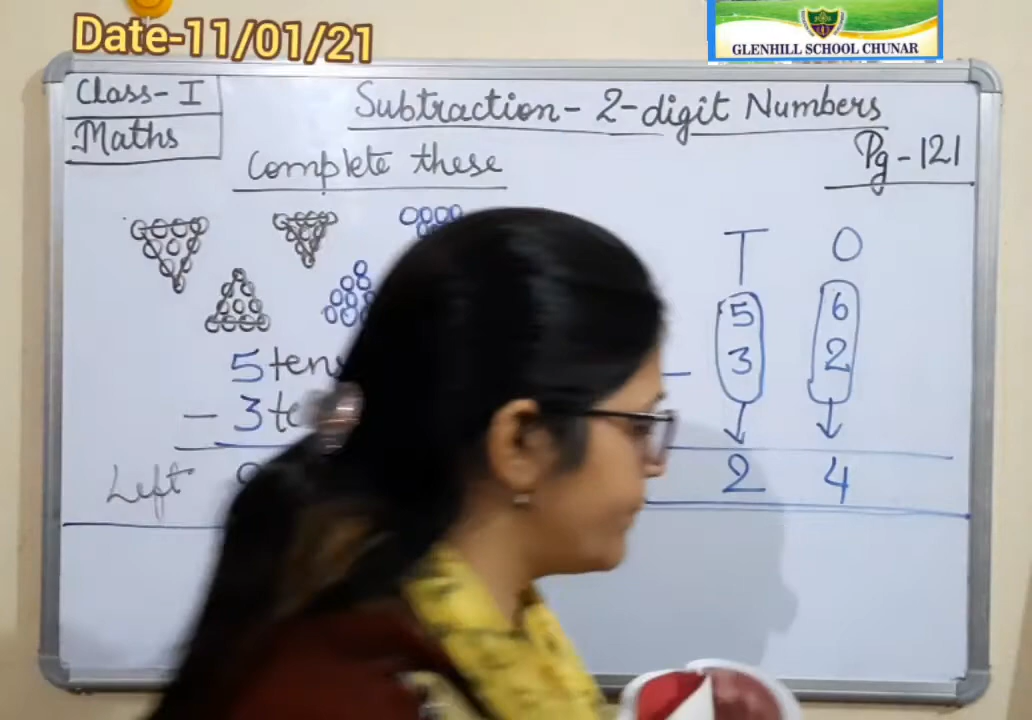 Date-11/01/21
GLENHILL SCHOOL CHUNAR
Class-I
Maths
Subtraction-2-digit Numbers
Pg-121
Complete these
T O
5 6
- 3 2
2 4
5 tens
- 3
Left